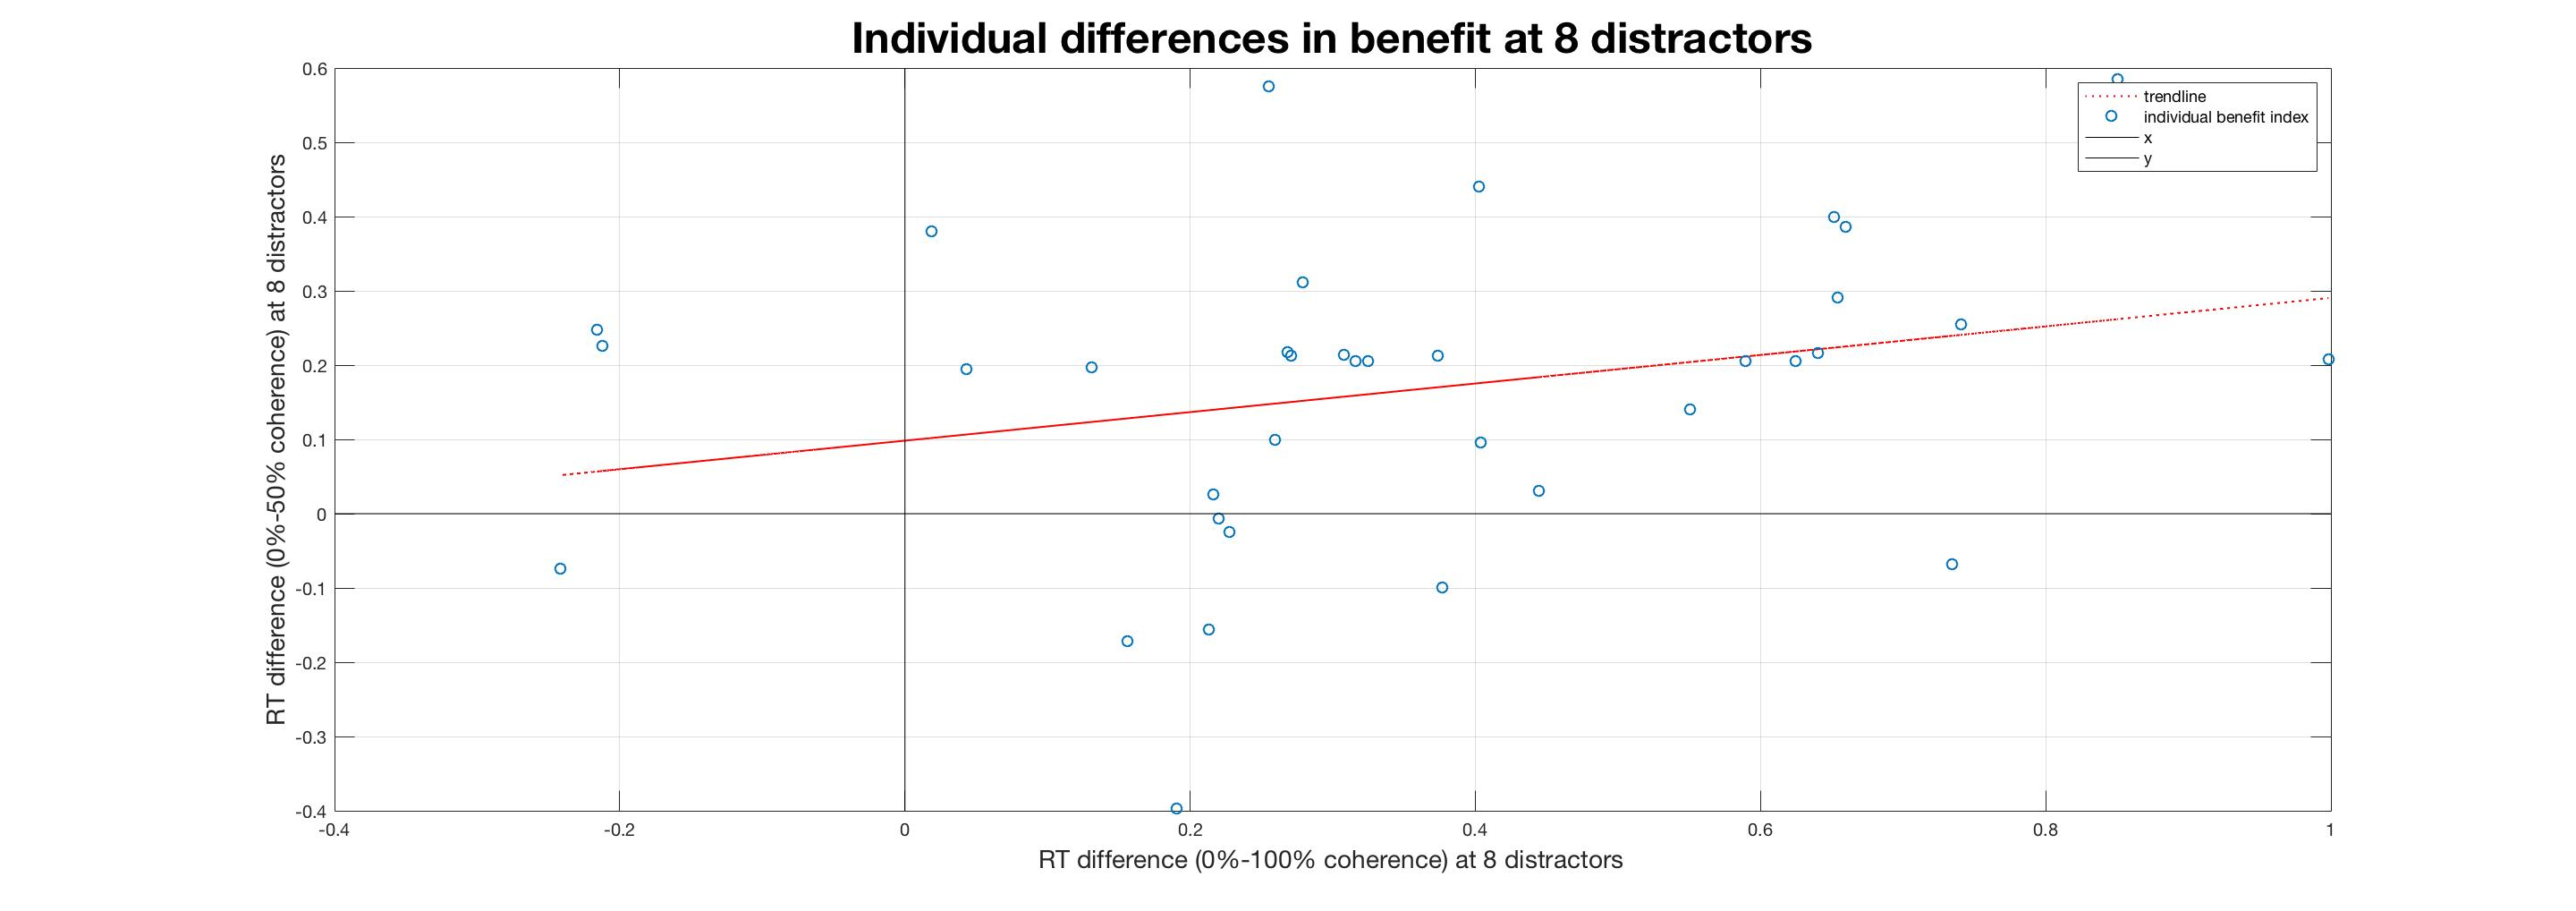 Individual differences in benefit at 8 distractors
RT difference (0%-50% coherence) at 8 distractors
0.6
0.5
0.4
0.3
0.2
0.1
0
-0.1
-0.2
-0.3
-0.4
trendline
individual benefit index
x
y
-0.4
-0.2
0
0.2
0.4
0.6
0.8
1
RT difference (0%-100% coherence) at 8 distractors